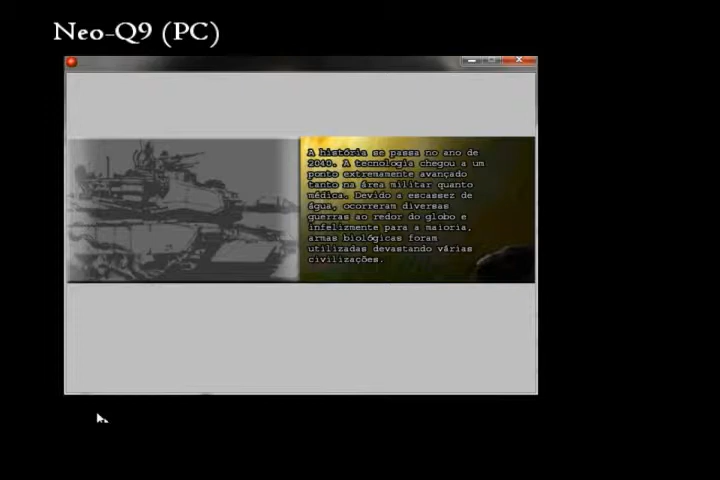 Neo-Q9 (PC)
A história se passa no ano de
2040. A tecnologia chegou a um
ponto extremamente avançado
tanto na área militar quanto
médica. Devido a escassez de
água, ocorreram diversas
guerras ao redor do globo e
infelizmente para a maioria,
armas biológicas foram
utilizadas devastando várias
civilizações.